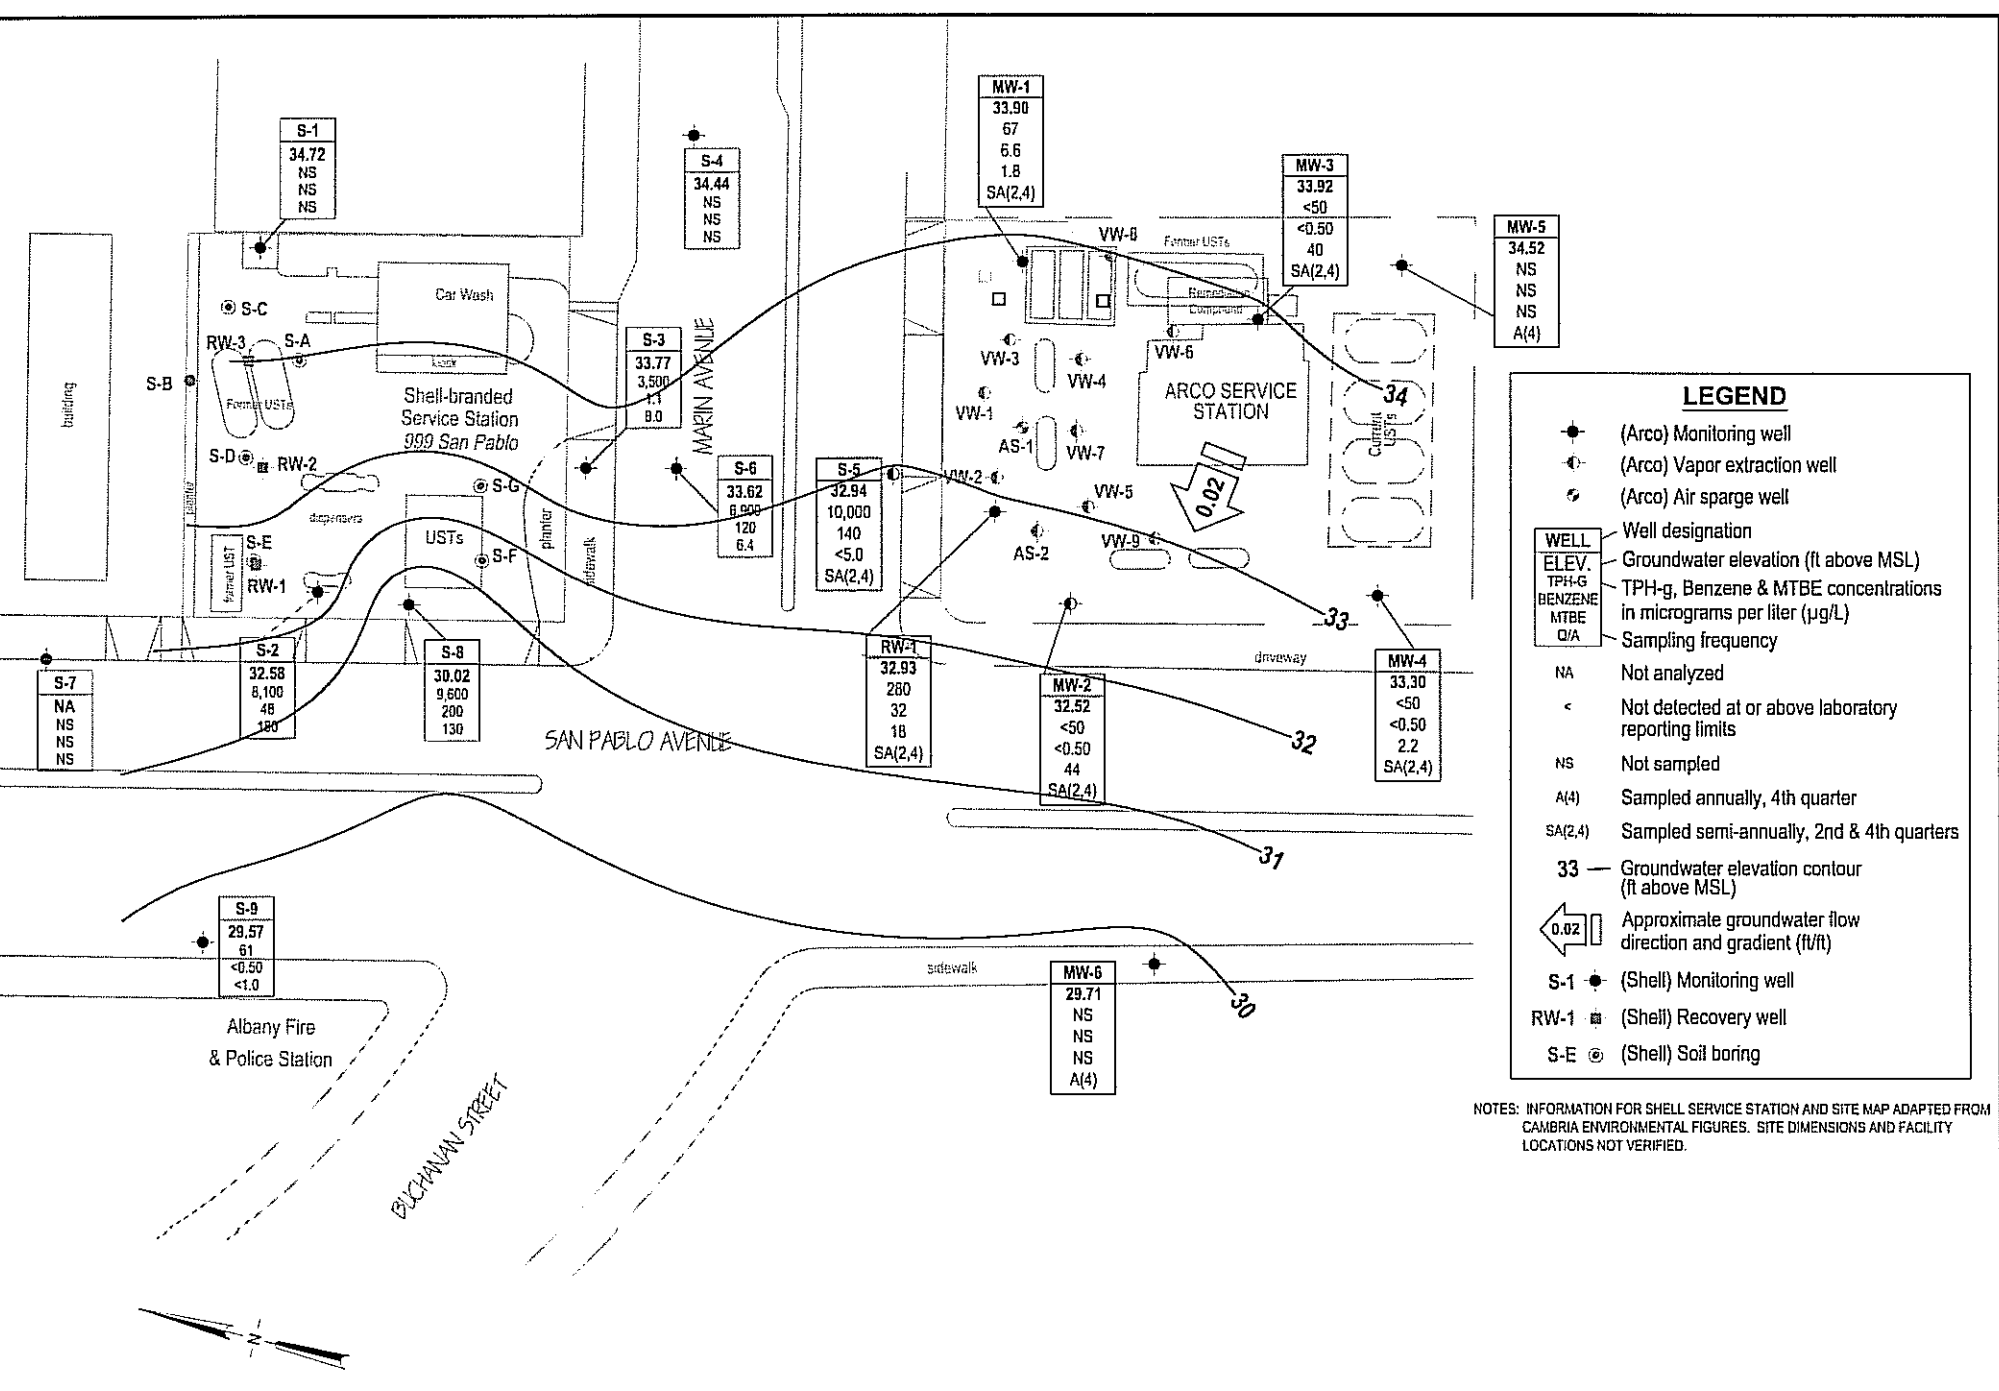 MW-1
33.90
67
6.6
1.8
SA(2,4)
S-1
34.72
NS
NS
NS
S-4
34.44
NS
NS
NS
MW-3
33.92
<50
<0.50
40
SA(2,4)
MW-5
34.52
NS
NS
NS
A(4)
VW-8
Former USTs
Remediation
Compound
Car Wash
kiosk
S-C
RW-3
S-A
S-B
Former USTs
building
Shell-branded
Service Station
999 San Pablo
S-D
RW-2
S-G
dispensers
planter
USTs
S-E
S-F
former UST
RW-1
planter
sidewalk
S-3
33.77
3,500
1.1
8.0
MARIN AVENUE
S-6
33.62
6,900
120
6.4
S-5
32.94
10,000
140
<5.0
SA(2,4)
VW-3
VW-4
VW-6
VW-1
AS-1
VW-7
VW-2
VW-5
AS-2
VW-9
ARCO SERVICE
STATION
0.02
Current
USTs
34
33
driveway
S-7
NA
NS
NS
NS
S-2
32.58
8,100
48
180
S-8
30.02
9,600
200
130
SAN PABLO AVENUE
RW-1
32.93
280
32
18
SA(2,4)
MW-2
32.52
<50
<0.50
44
SA(2,4)
MW-4
33.30
<50
<0.50
2.2
SA(2,4)
32
31
30
S-9
29.57
61
<0.50
<1.0
Albany Fire
& Police Station
BUCHANAN STREET
sidewalk
MW-6
29.71
NS
NS
NS
A(4)
N
LEGEND
(Arco) Monitoring well
(Arco) Vapor extraction well
(Arco) Air sparge well
WELL
ELEV.
TPH-G
BENZENE
MTBE
Q/A
Well designation
Groundwater elevation (ft above MSL)
TPH-g, Benzene & MTBE concentrations
in micrograms per liter (µg/L)
Sampling frequency
NA Not analyzed
< Not detected at or above laboratory
reporting limits
NS Not sampled
A(4) Sampled annually, 4th quarter
SA(2,4) Sampled semi-annually, 2nd & 4th quarters
33 Groundwater elevation contour
(ft above MSL)
0.02 Approximate groundwater flow
direction and gradient (ft/ft)
S-1 (Shell) Monitoring well
RW-1 (Shell) Recovery well
S-E (Shell) Soil boring
NOTES: INFORMATION FOR SHELL SERVICE STATION AND SITE MAP ADAPTED FROM
CAMBRIA ENVIRONMENTAL FIGURES. SITE DIMENSIONS AND FACILITY
LOCATIONS NOT VERIFIED.